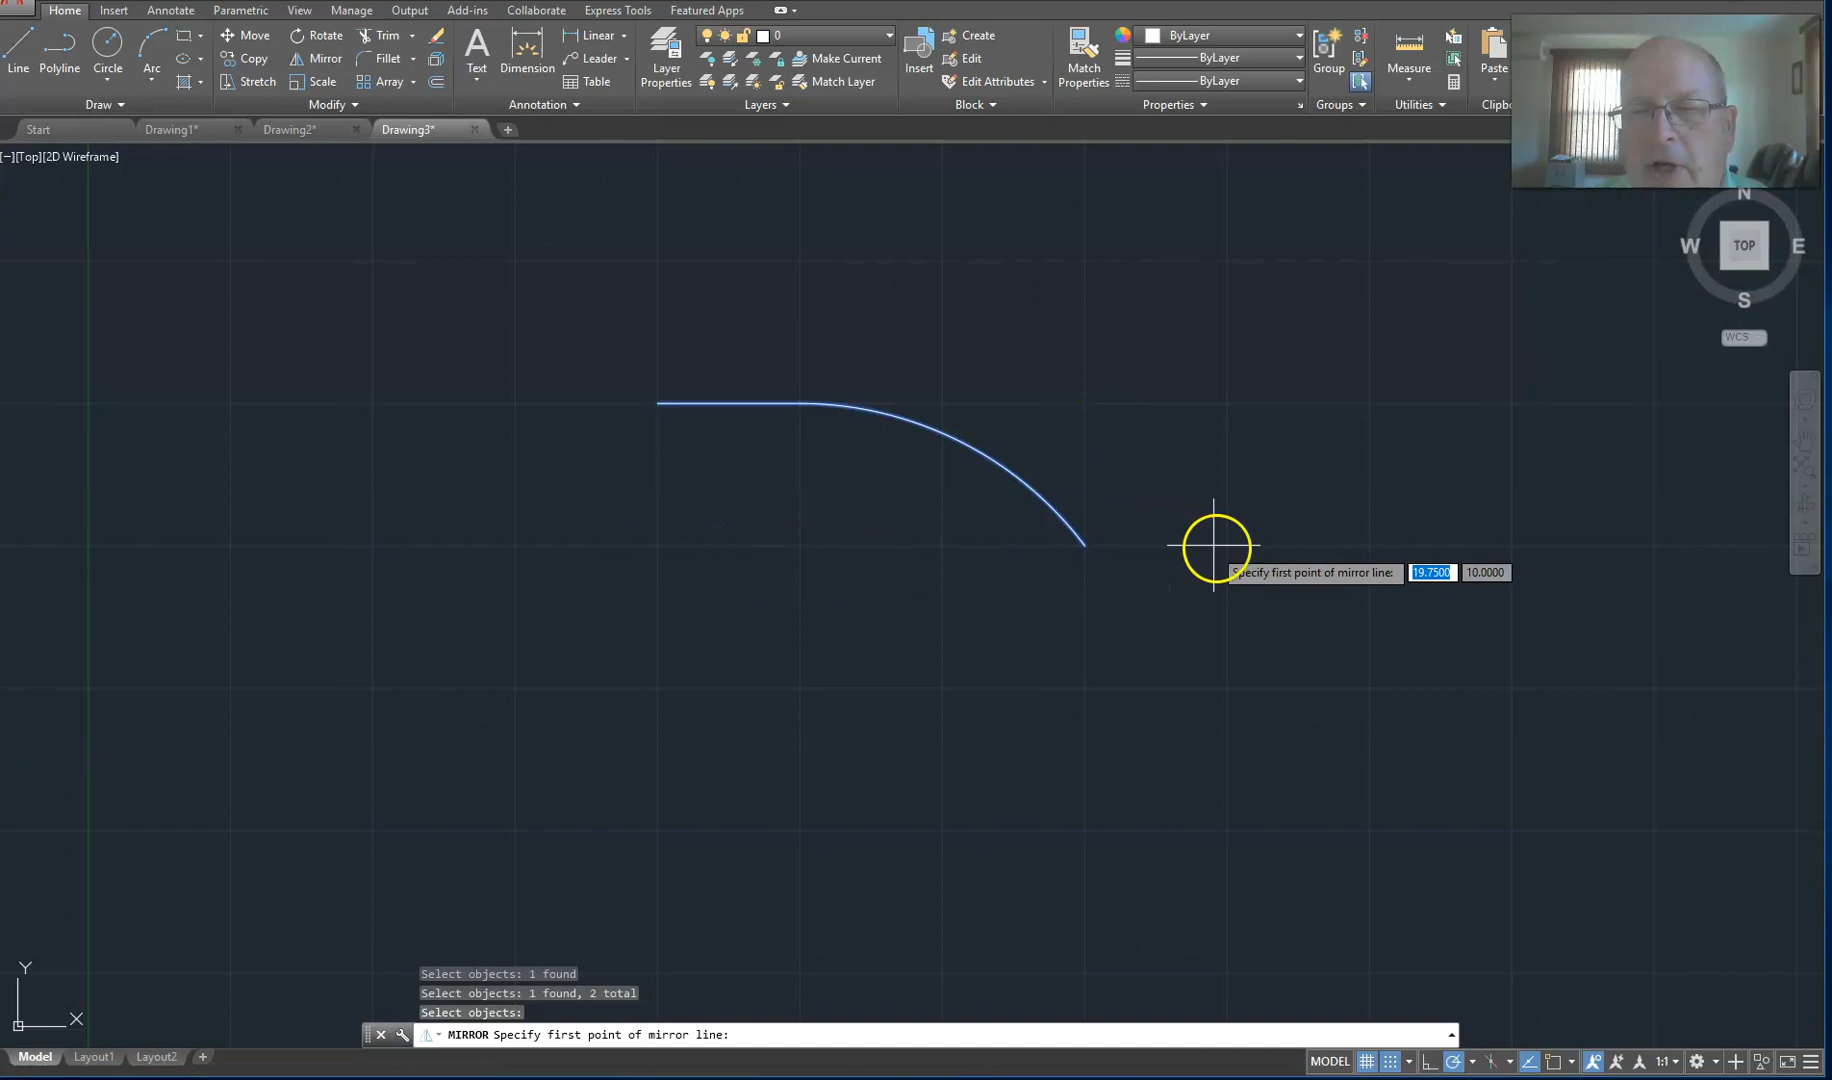 Home Insert Annotate Parametric View Manage Output Add-ins Collaborate Express Tools Featured Apps
Line Polyline Circle Arc
Move Rotate Trim
Copy Mirror Fillet
Stretch Scale Array
Text Dimension
Linear
Leader
Table
Layer Properties
0
Make Current
Match Layer
Insert
Create
Edit
Edit Attributes
Match Properties
ByLayer
ByLayer
ByLayer
Group
Measure
Paste
Draw Modify Annotation Layers Block Properties Groups Utilities Clipb
Start Drawing1* Drawing2* Drawing3*
[−][Top][2D Wireframe]
N
W TOP E
S
WCS
Specify first point of mirror line: 19.7500 10.0000
Y
X
Select objects: 1 found
Select objects: 1 found, 2 total
Select objects:
MIRROR Specify first point of mirror line:
Model Layout1 Layout2
MODEL 1:1